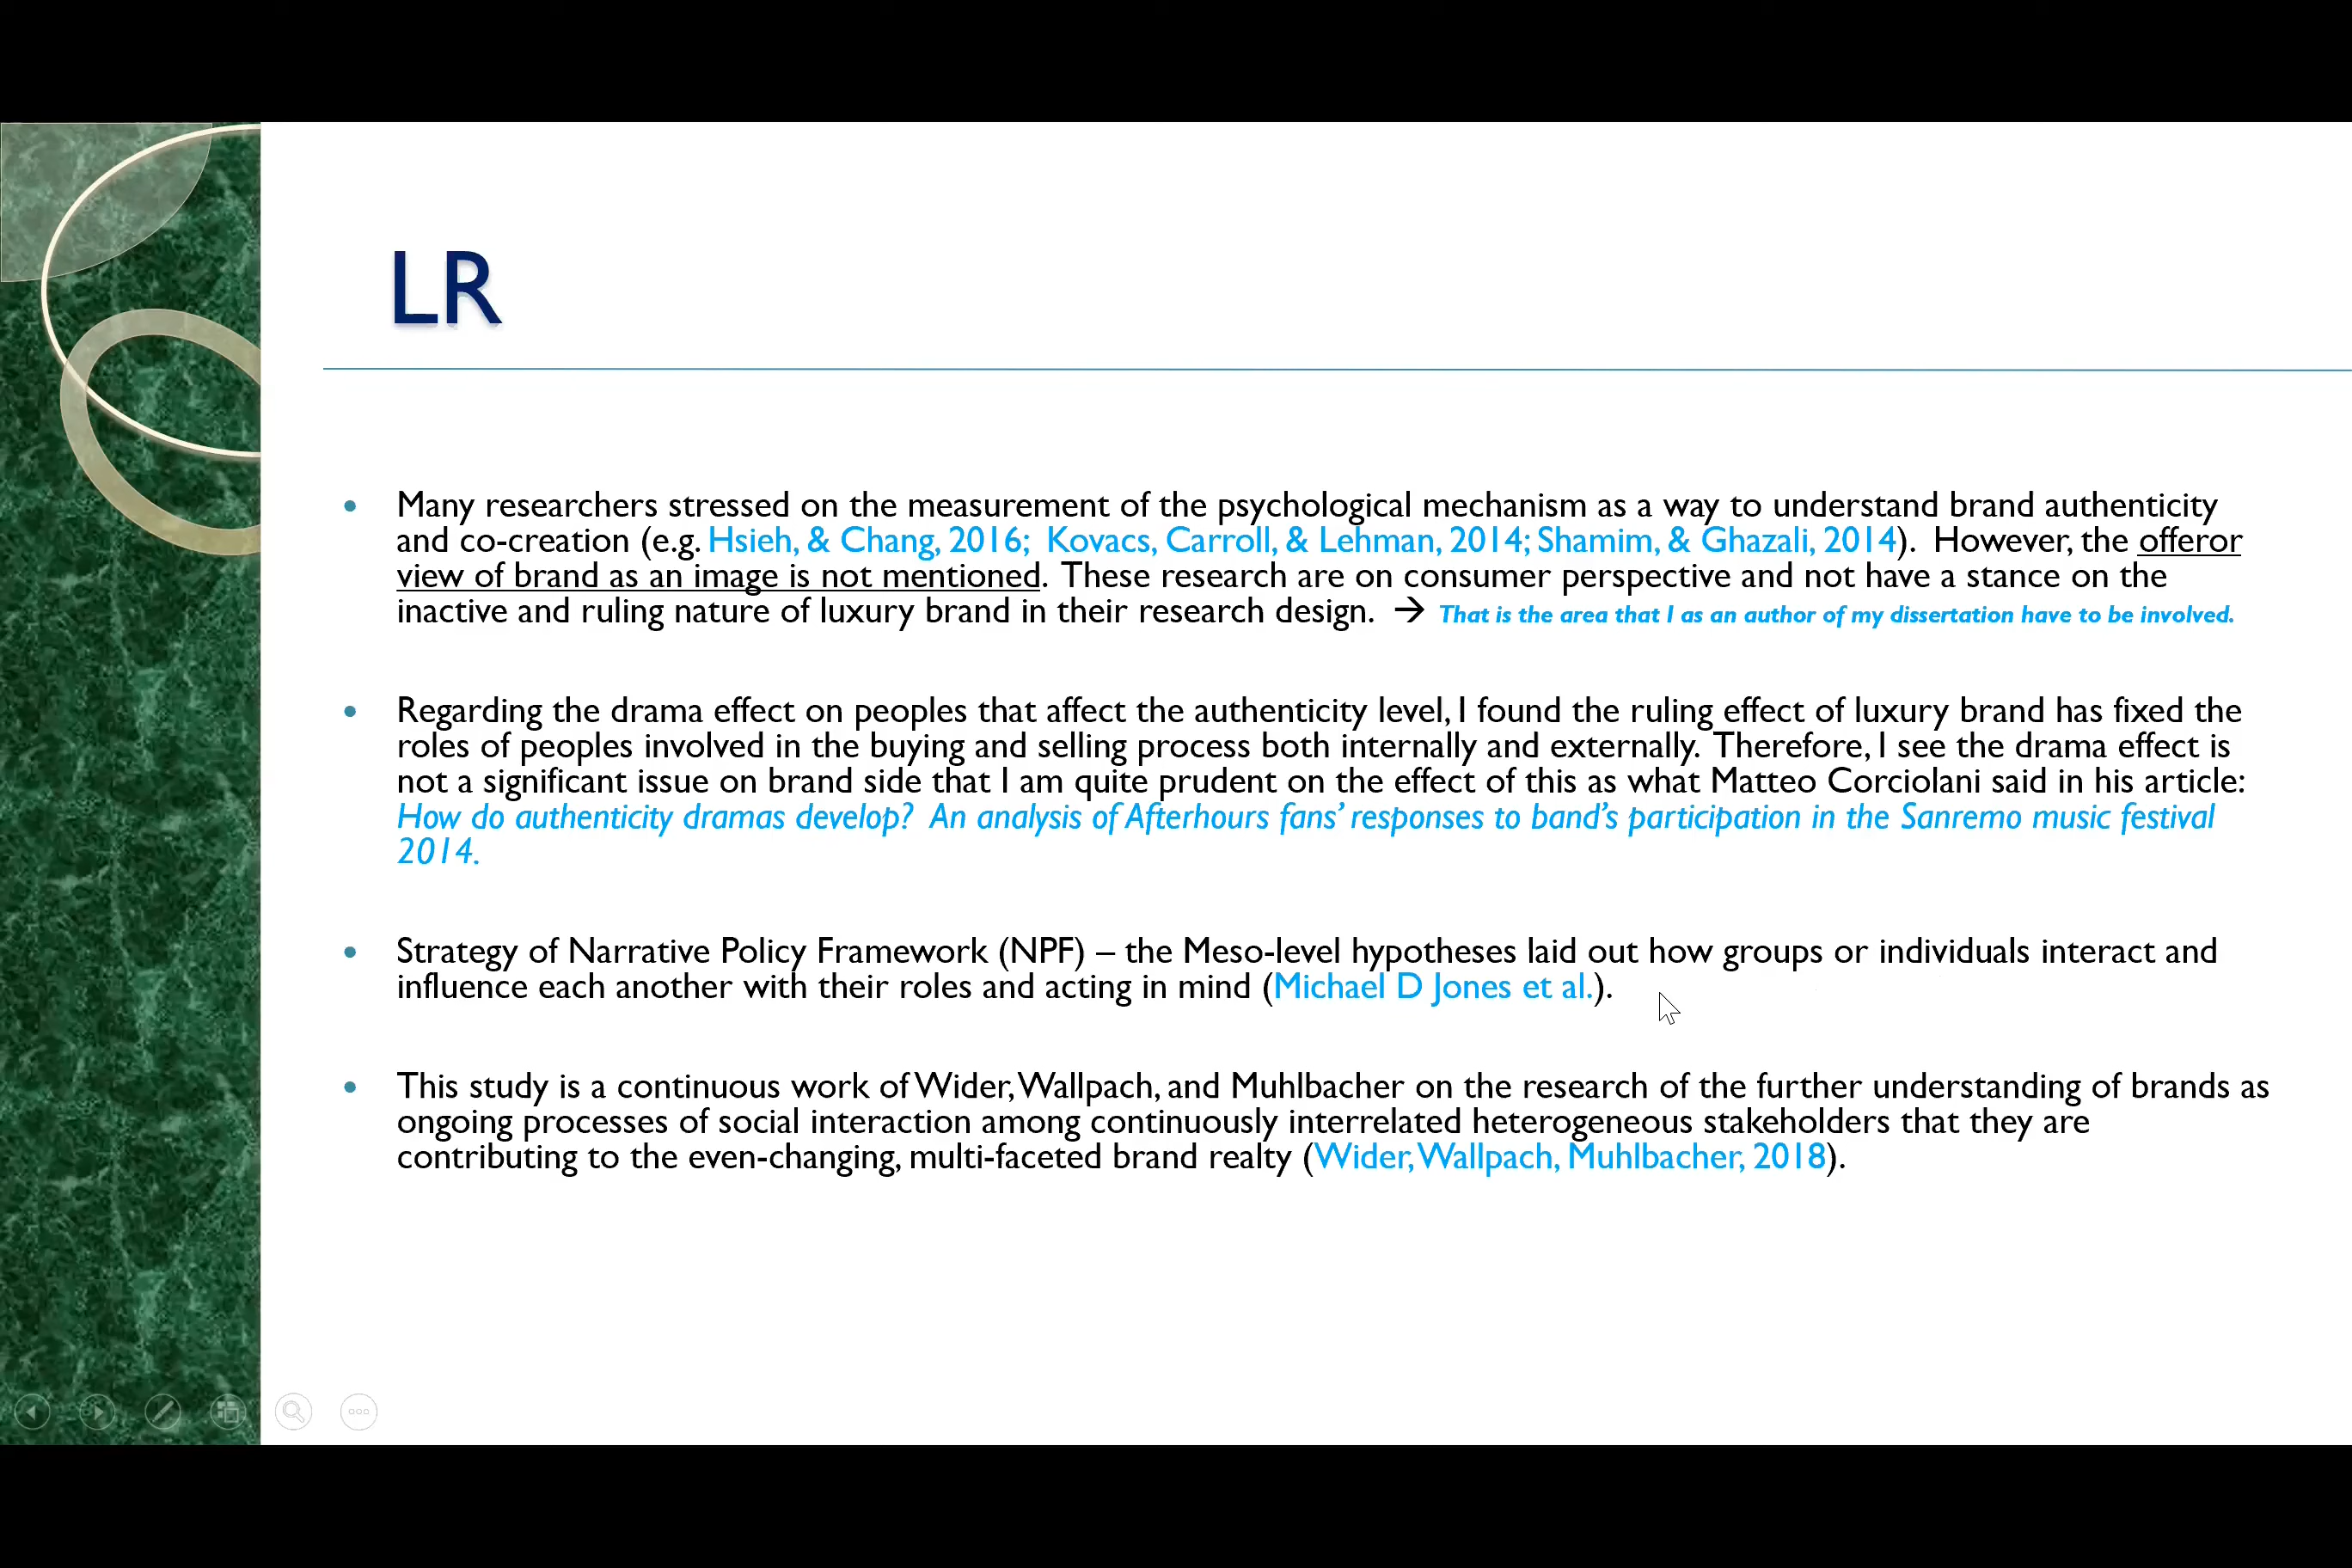 LR
• Many researchers stressed on the measurement of the psychological mechanism as a way to understand brand authenticity
and co-creation (e.g. Hsieh, & Chang, 2016; Kovacs, Carroll, & Lehman, 2014; Shamim, & Ghazali, 2014). However, the offeror
view of brand as an image is not mentioned. These research are on consumer perspective and not have a stance on the
inactive and ruling nature of luxury brand in their research design. → That is the area that I as an author of my dissertation have to be involved.
• Regarding the drama effect on peoples that affect the authenticity level, I found the ruling effect of luxury brand has fixed the
roles of peoples involved in the buying and selling process both internally and externally. Therefore, I see the drama effect is
not a significant issue on brand side that I am quite prudent on the effect of this as what Matteo Corciolani said in his article:
How do authenticity dramas develop? An analysis of Afterhours fans' responses to band's participation in the Sanremo music festival
2014.
• Strategy of Narrative Policy Framework (NPF) – the Meso-level hypotheses laid out how groups or individuals interact and
influence each another with their roles and acting in mind (Michael D Jones et al.).
• This study is a continuous work of Wider, Wallpach, and Muhlbacher on the research of the further understanding of brands as
ongoing processes of social interaction among continuously interrelated heterogeneous stakeholders that they are
contributing to the even-changing, multi-faceted brand realty (Wider, Wallpach, Muhlbacher, 2018).